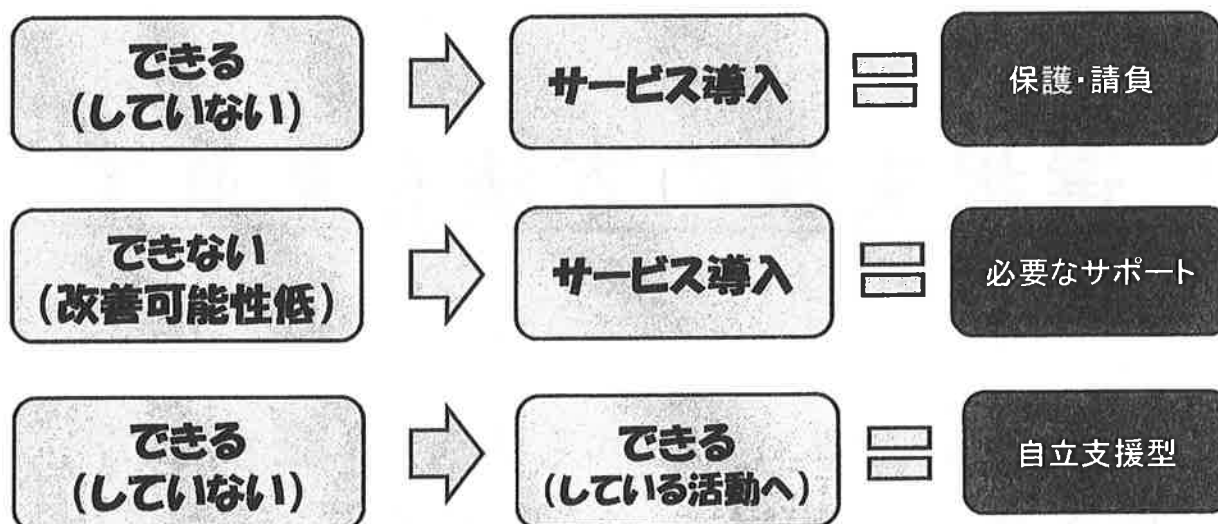 できる
(していない)
サービス導入
保護・請負
できない
(改善可能性低)
サービス導入
必要なサポート
できる
(していない)
できる
(している活動へ)
自立支援型